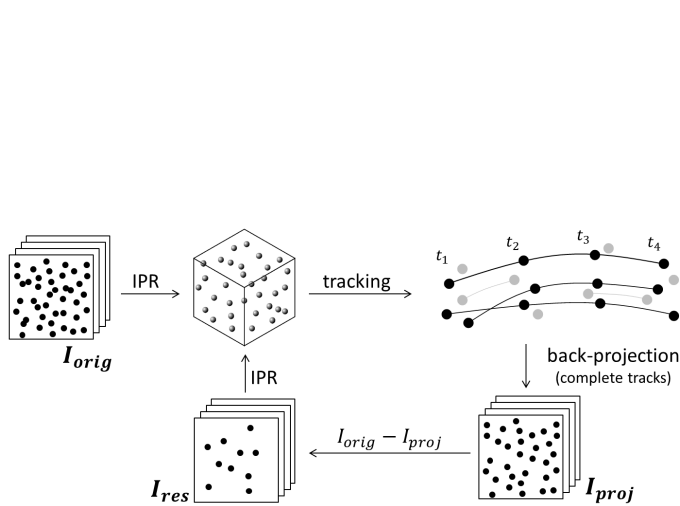 t₁
t₂
t₃
t₄
IPR
tracking
I_orig
back-projection
(complete tracks)
IPR
I_orig − I_proj
I_res
I_proj